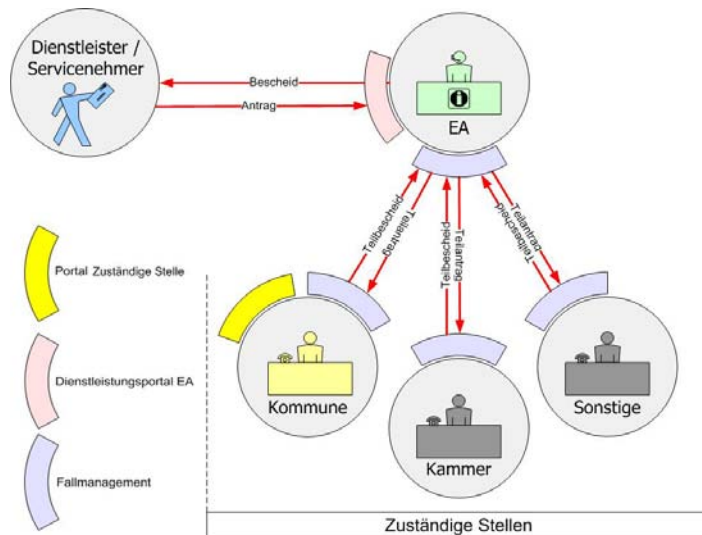 Dienstleister /
Servicenehmer
Bescheid
Antrag
EA
Teilbescheid
Teilantrag
Teilbescheid
Teilantrag
Teilantrag
Teilbescheid
Portal Zuständige Stelle
Dienstleistungsportal EA
Fallmanagement
Kommune
Kammer
Sonstige
Zuständige Stellen